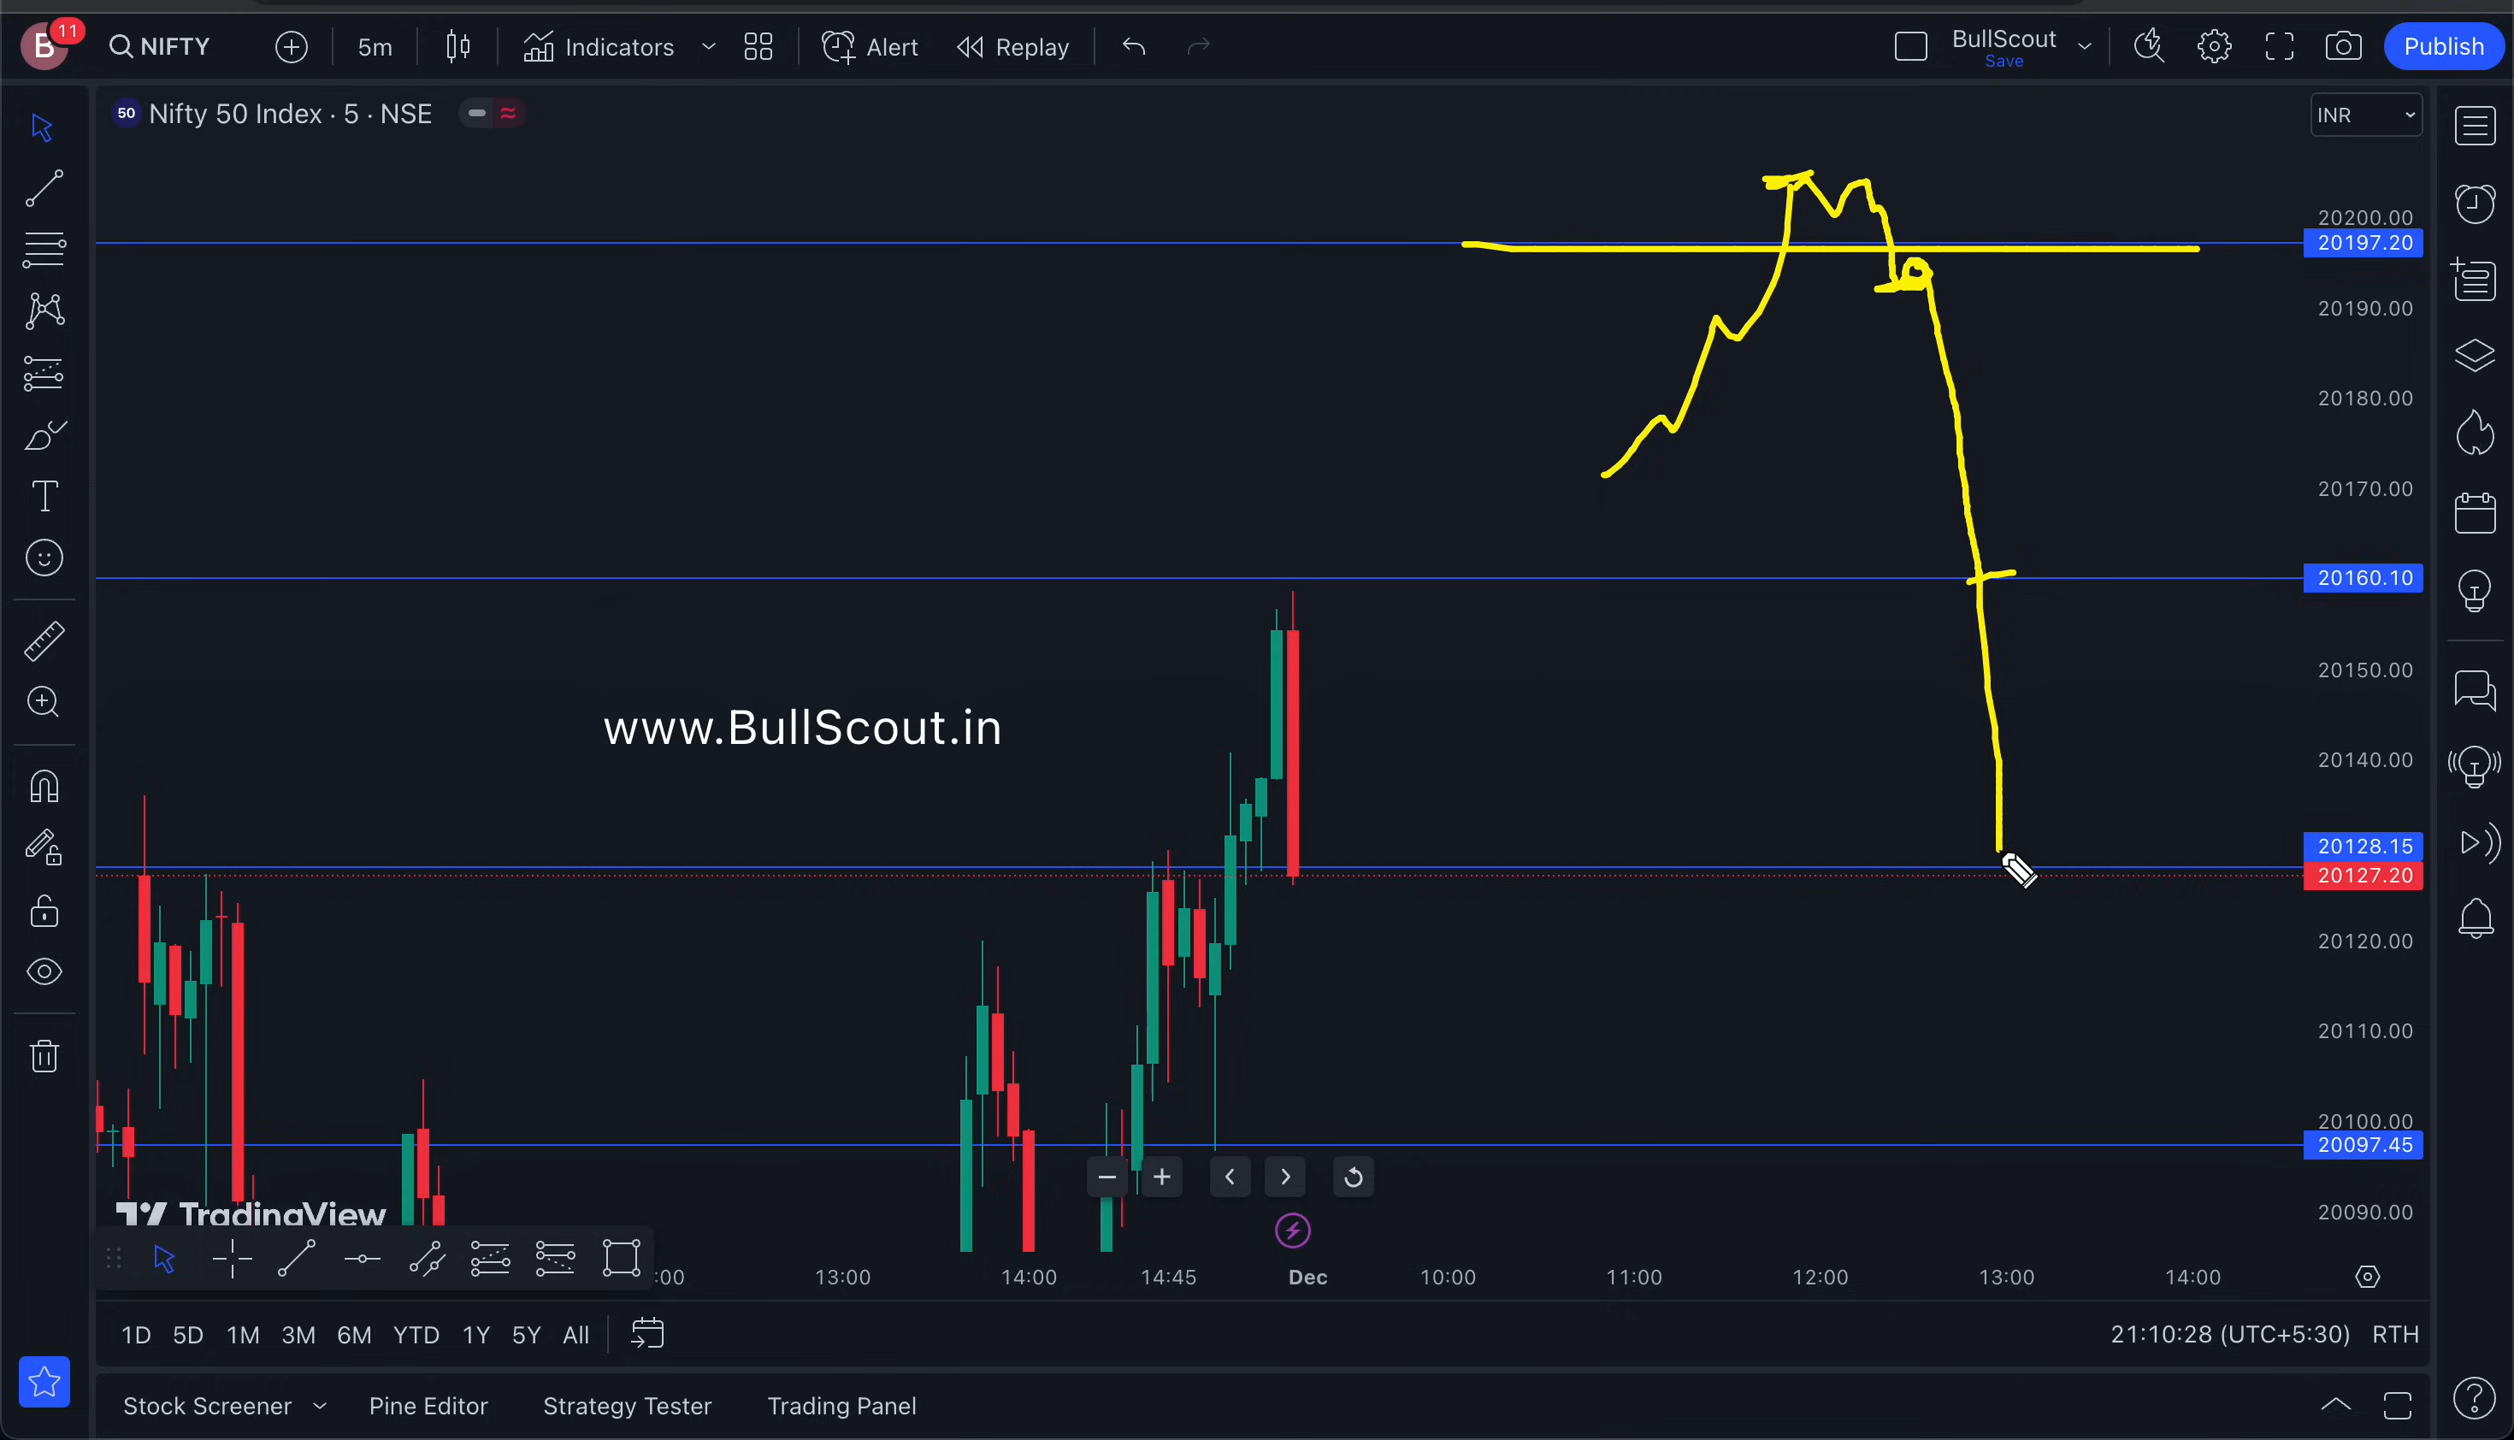 B 11 NIFTY 5m Indicators Alert Replay BullScout Save Publish
50 Nifty 50 Index · 5 · NSE INR
20200.00
20197.20
20190.00
20180.00
20170.00
20160.10
20150.00
www.BullScout.in
20140.00
20128.15
20127.20
20120.00
20110.00
20100.00
20097.45
TradingView
20090.00
:00 13:00 14:00 14:45 Dec 10:00 11:00 12:00 13:00 14:00
1D 5D 1M 3M 6M YTD 1Y 5Y All 21:10:28 (UTC+5:30) RTH
Stock Screener Pine Editor Strategy Tester Trading Panel